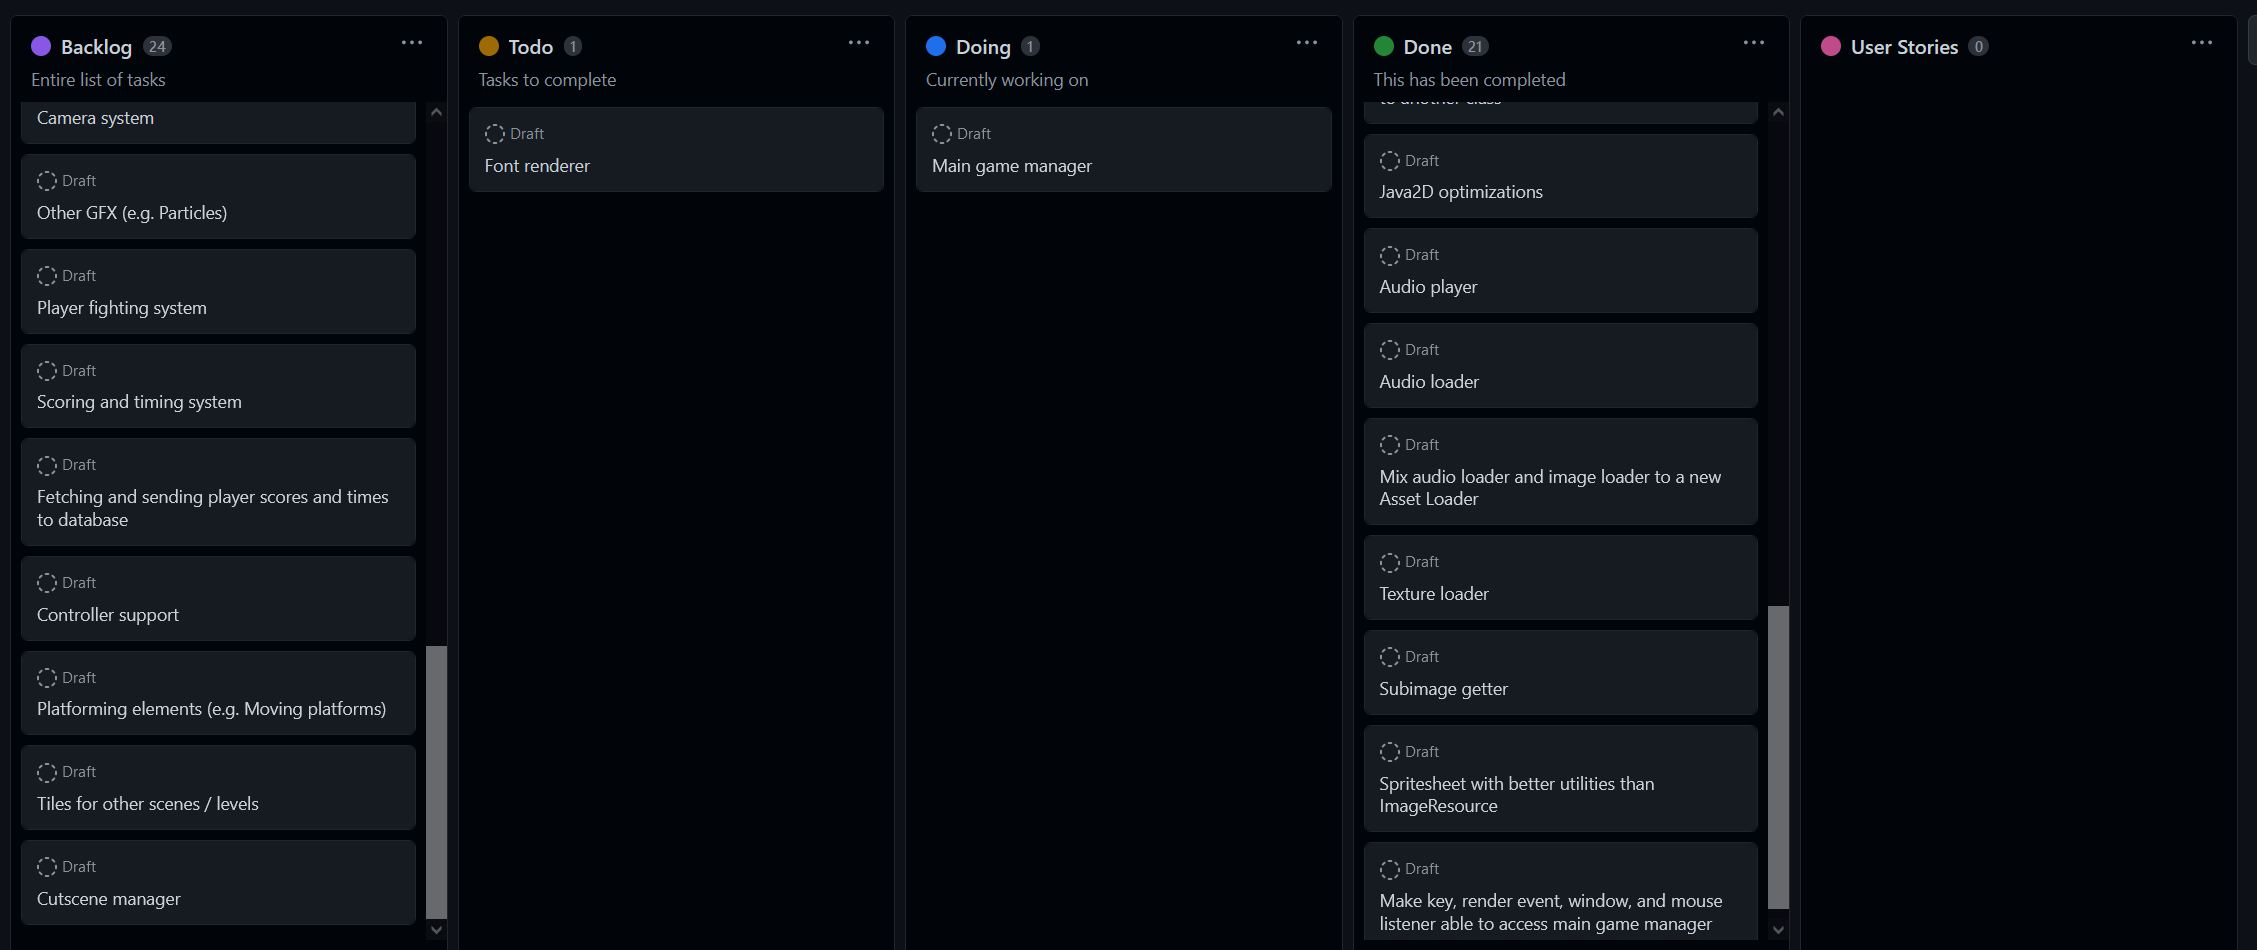 Backlog 24
Entire list of tasks
Camera system
Draft
Other GFX (e.g. Particles)
Draft
Player fighting system
Draft
Scoring and timing system
Draft
Fetching and sending player scores and times
to database
Draft
Controller support
Draft
Platforming elements (e.g. Moving platforms)
Draft
Tiles for other scenes / levels
Draft
Cutscene manager
Todo 1
Tasks to complete
Draft
Font renderer
Doing 1
Currently working on
Draft
Main game manager
Done 21
This has been completed
to another class
Draft
Java2D optimizations
Draft
Audio player
Draft
Audio loader
Draft
Mix audio loader and image loader to a new
Asset Loader
Draft
Texture loader
Draft
Subimage getter
Draft
Spritesheet with better utilities than
ImageResource
Draft
Make key, render event, window, and mouse
listener able to access main game manager
User Stories 0